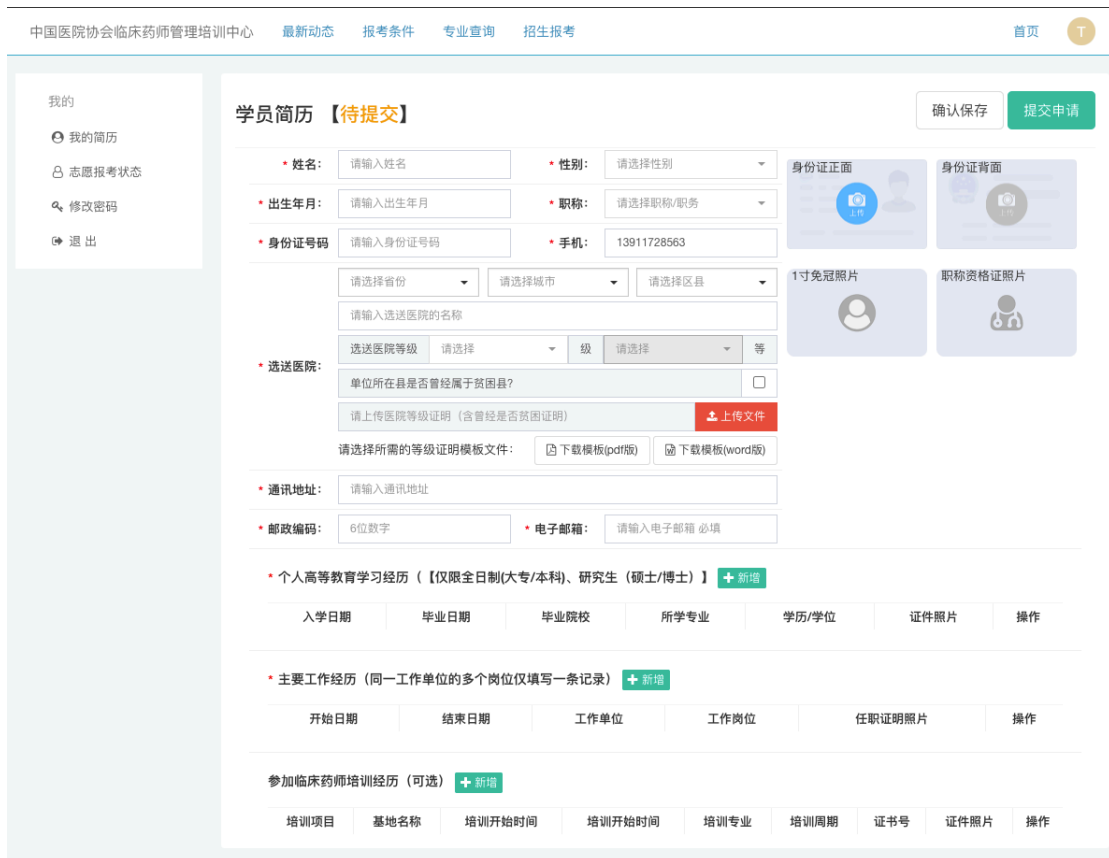 中国医院协会临床药师管理培训中心 最新动态 报考条件 专业查询 招生报考 首页 T
我的
我的简历
志愿报考状态
修改密码
退 出
学员简历 【待提交】 确认保存 提交申请
* 姓名: 请输入姓名 * 性别: 请选择性别
* 出生年月: 请输入出生年月 * 职称: 请选择职称/职务
* 身份证号码 请输入身份证号码 * 手机: 13911728563
身份证正面 身份证背面
上传 上传
1寸免冠照片 职称资格证照片
* 选送医院:
请选择省份 请选择城市 请选择区县
请输入选送医院的名称
选送医院等级 请选择 级 请选择 等
单位所在县是否曾经属于贫困县?
请上传医院等级证明（含曾经是否贫困证明） 上传文件
请选择所需的等级证明模板文件: 下载模板(pdf版) 下载模板(word版)
* 通讯地址: 请输入通讯地址
* 邮政编码: 6位数字 * 电子邮箱: 请输入电子邮箱 必填
* 个人高等教育学习经历（【仅限全日制(大专/本科)、研究生（硕士/博士）】 新增
入学日期 毕业日期 毕业院校 所学专业 学历/学位 证件照片 操作
* 主要工作经历（同一工作单位的多个岗位仅填写一条记录） 新增
开始日期 结束日期 工作单位 工作岗位 任职证明照片 操作
参加临床药师培训经历（可选） 新增
培训项目 基地名称 培训开始时间 培训开始时间 培训专业 培训周期 证书号 证件照片 操作